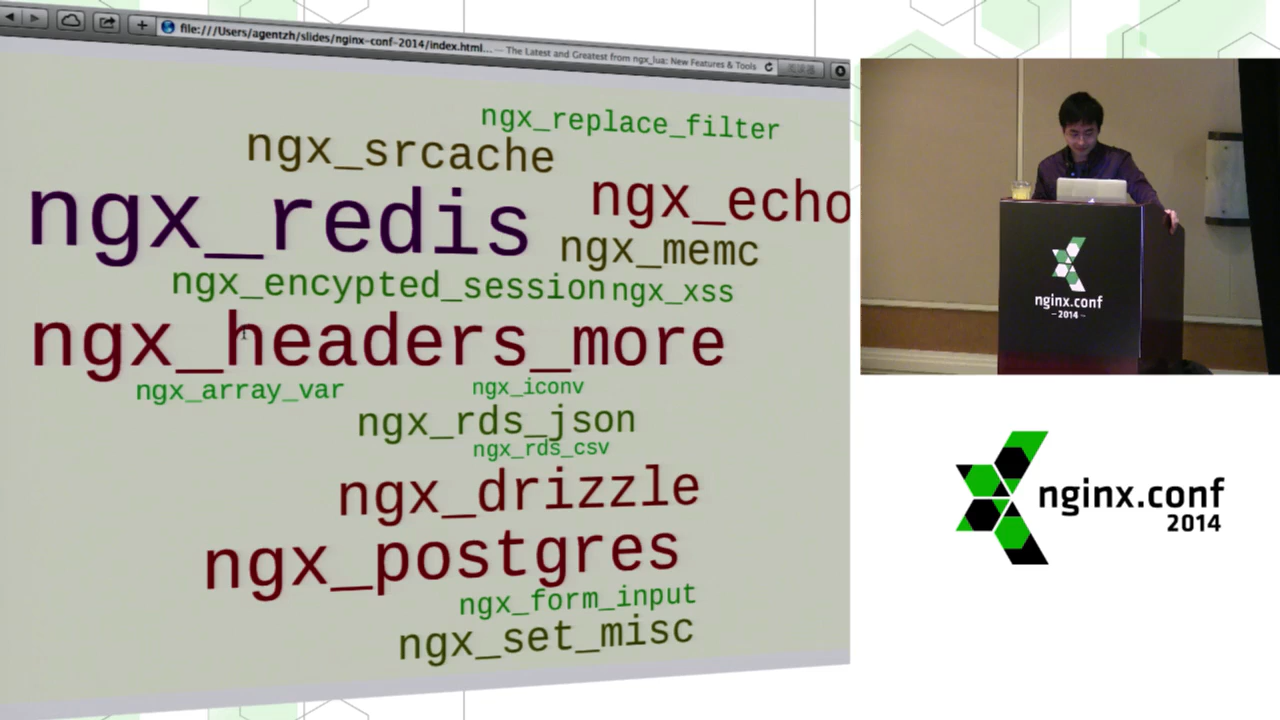 file:///Users/agentzh/slides/nginx-conf-2014/index.html... — The Latest and Greatest from ngx_lua: New Features & Tools
ngx_replace_filter
ngx_srcache
ngx_redis
ngx_echo
ngx_memc
ngx_encypted_session
ngx_xss
ngx_headers_more
ngx_array_var
ngx_iconv
ngx_rds_json
ngx_rds_csv
ngx_drizzle
ngx_postgres
ngx_form_input
ngx_set_misc
nginx.conf
–2014–
nginx.conf
2014